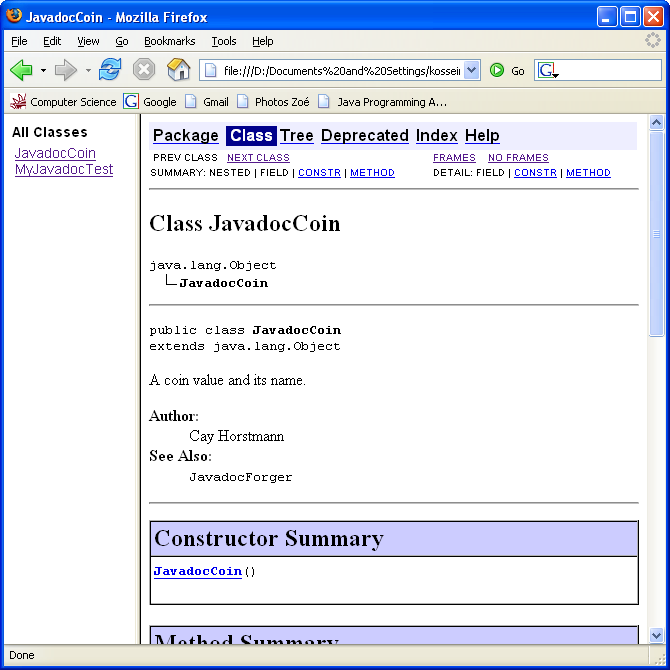 JavadocCoin - Mozilla Firefox
File Edit View Go Bookmarks Tools Help
file:///D:/Documents%20and%20Settings/kossein Go G
Computer Science Google Gmail Photos Zoé Java Programming A...
All Classes
JavadocCoin
MyJavadocTest
Package Class Tree Deprecated Index Help
PREV CLASS NEXT CLASS FRAMES NO FRAMES
SUMMARY: NESTED | FIELD | CONSTR | METHOD DETAIL: FIELD | CONSTR | METHOD
Class JavadocCoin
java.lang.Object
JavadocCoin
public class JavadocCoin
extends java.lang.Object
A coin value and its name.
Author:
Cay Horstmann
See Also:
JavadocForger
Constructor Summary
JavadocCoin()
Method Summary
Done